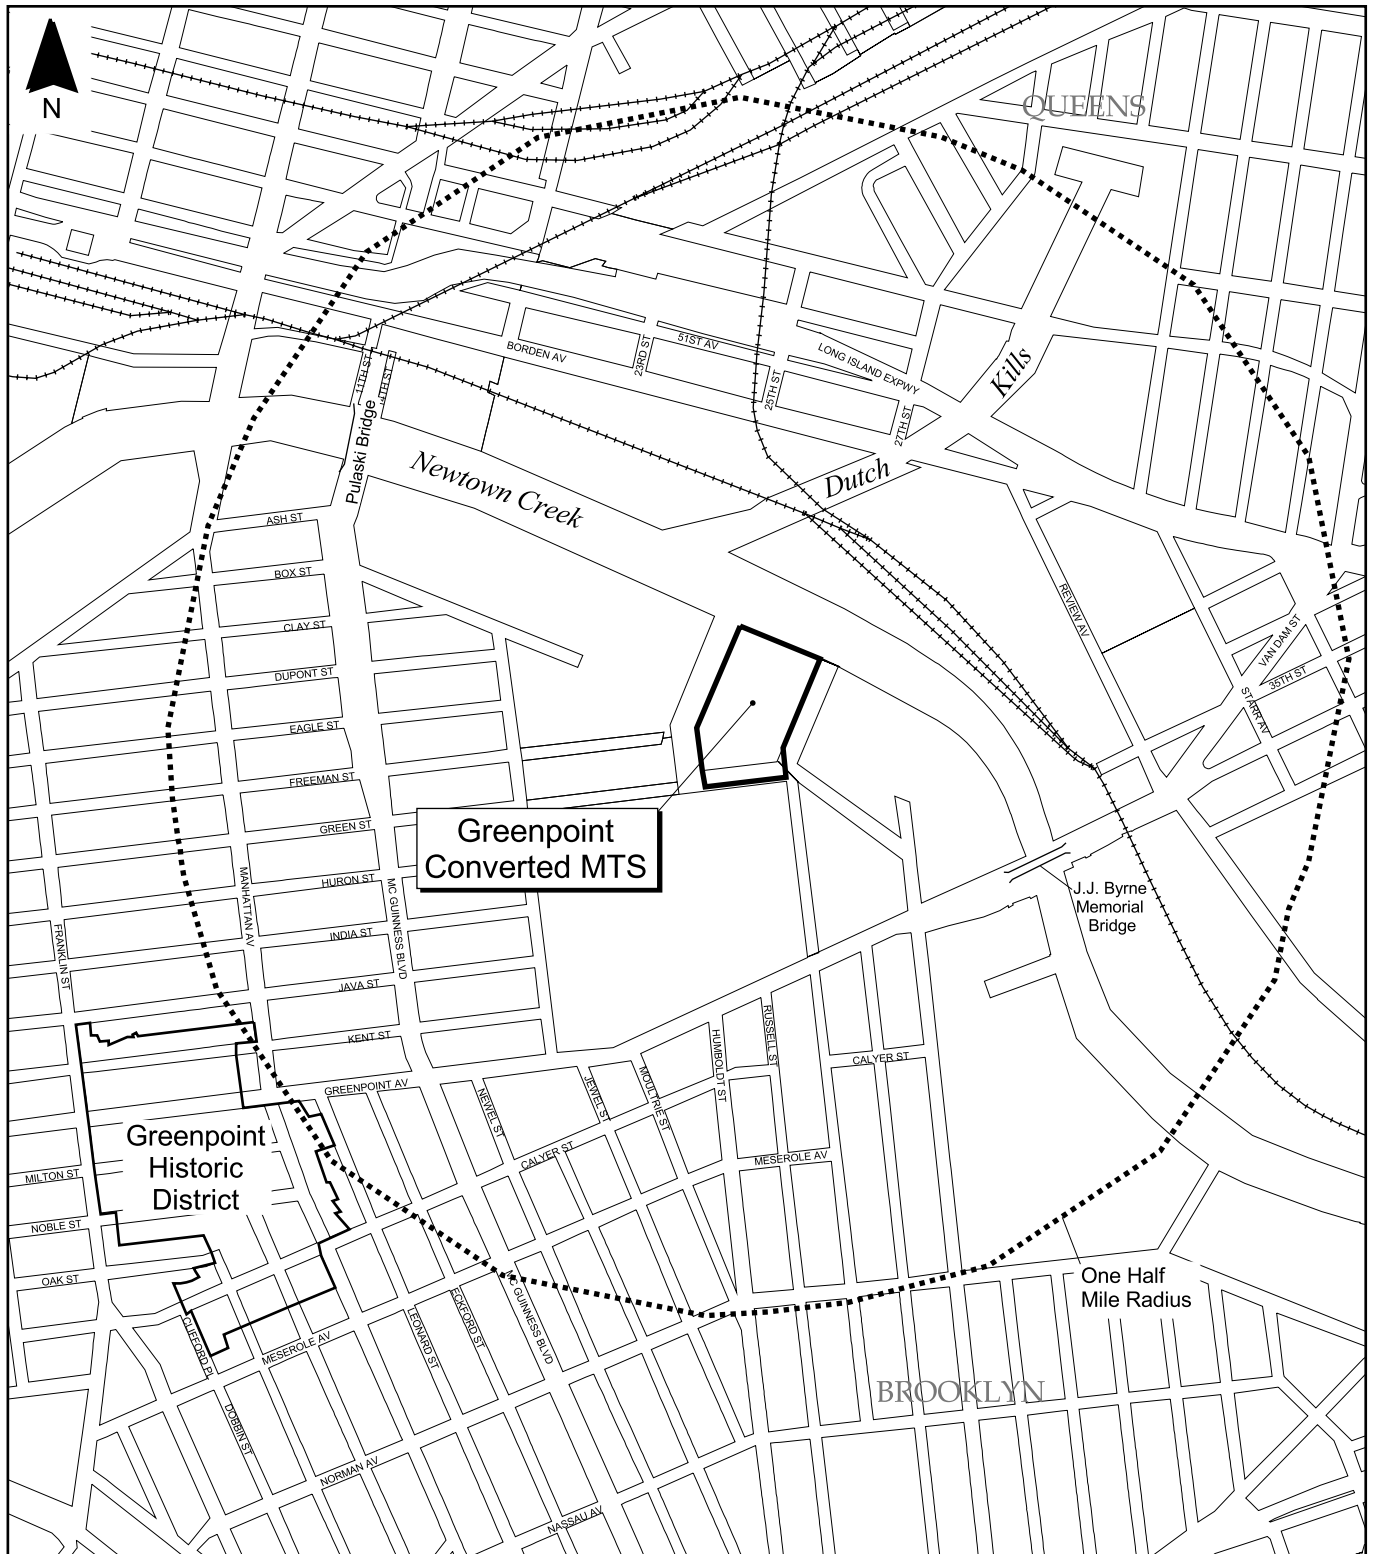 N
QUEENS
BORDEN AV
23RD ST
51ST AV
LONG ISLAND EXPWY
25TH ST
27TH ST
11TH ST
Pulaski Bridge
Kills
Dutch
Newtown Creek
ASH ST
BOX ST
CLAY ST
DUPONT ST
EAGLE ST
FREEMAN ST
GREEN ST
HURON ST
INDIA ST
JAVA ST
KENT ST
GREENPOINT AV
REVIEW AV
VAN DAM ST
35TH ST
STARR AV
Greenpoint
Converted MTS
MANHATTAN AV
MC GUINNESS BLVD
FRANKLIN ST
J.J. Byrne
Memorial
Bridge
HUMBOLDT ST
RUSSELL ST
CALYER ST
NEWEL ST
JEWEL ST
MOULTRIE ST
CALYER ST
MESEROLE AV
Greenpoint
Historic
District
MILTON ST
NOBLE ST
OAK ST
One Half
Mile Radius
CLIFFORD PL
MESEROLE AV
LEONARD ST
ECKFORD ST
MC GUINNESS BLVD
BROOKLYN
DOBBIN ST
NORMAN AV
NASSAU AV